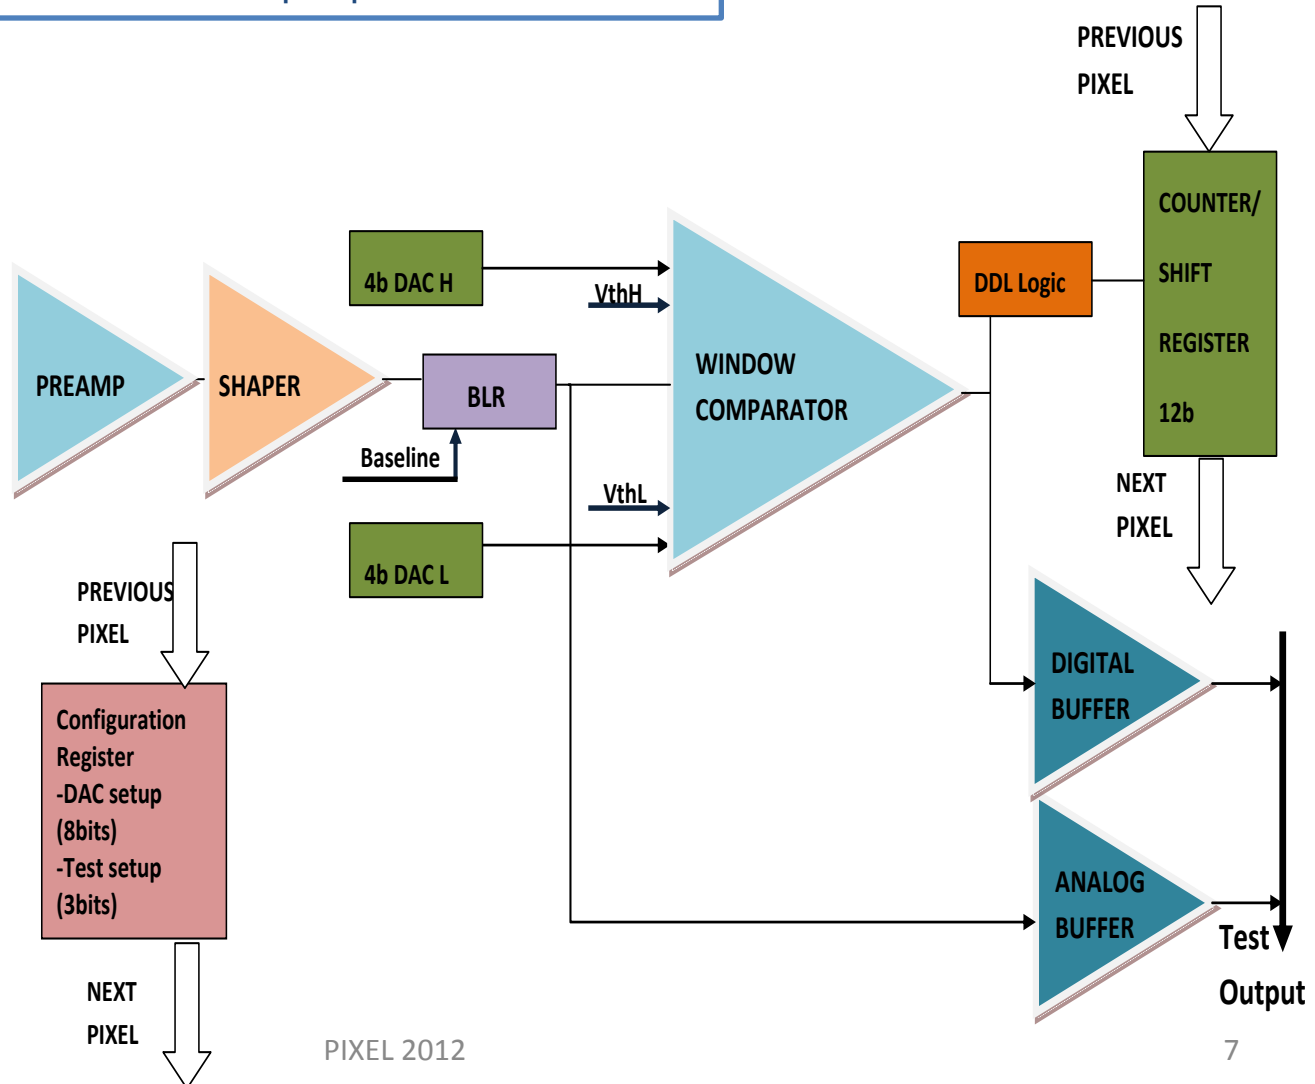 PREVIOUS
PIXEL
COUNTER/
SHIFT
REGISTER
12b
4b DAC H
VthH
DDL Logic
PREAMP
SHAPER
BLR
WINDOW
COMPARATOR
Baseline
VthL
4b DAC L
NEXT
PIXEL
PREVIOUS
PIXEL
Configuration
Register
-DAC setup
(8bits)
-Test setup
(3bits)
DIGITAL
BUFFER
ANALOG
BUFFER
Test
Output
NEXT
PIXEL
PIXEL 2012
7